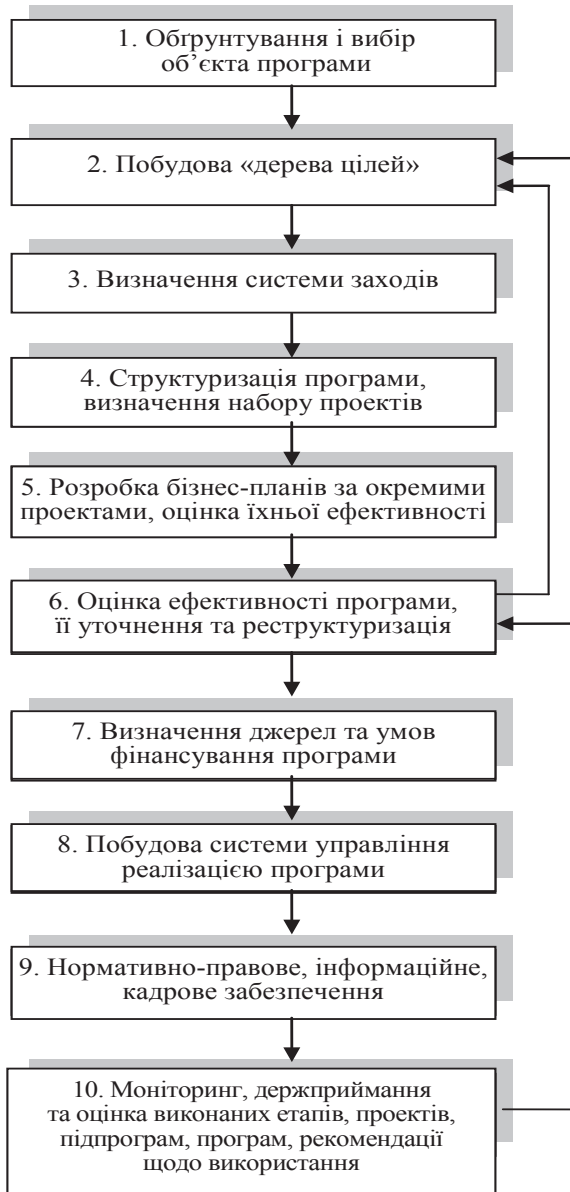 1. Обґрунтування і вибір
об’єкта програми
2. Побудова «дерева цілей»
3. Визначення системи заходів
4. Структуризація програми,
визначення набору проектів
5. Розробка бізнес-планів за окремими
проектами, оцінка їхньої ефективності
6. Оцінка ефективності програми,
її уточнення та реструктуризація
7. Визначення джерел та умов
фінансування програми
8. Побудова системи управління
реалізацією програми
9. Нормативно-правове, інформаційне,
кадрове забезпечення
10. Моніторинг, держприймання
та оцінка виконаних етапів, проектів,
підпрограм, програм, рекомендації
щодо використання